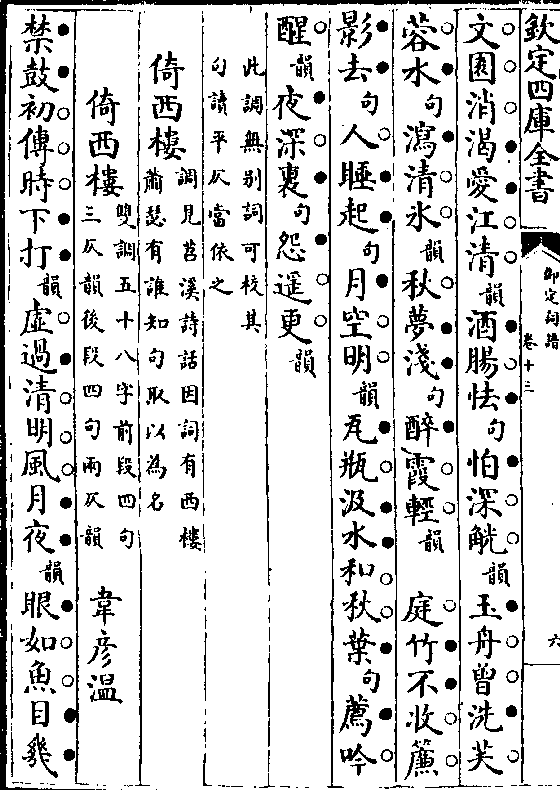 欽定四庫全書
御定詞譜
卷十三
六
文園消渴愛江清韻酒腸怯句怕深觥韻玉舟曾洗芙
蓉水句瀉清氷韻秋夢淺句醉霞輕韻　庭竹不收簾
影去句人睡起句月空明韻瓦瓶汲水和秋葉句薦吟
醒韻夜深裏句怨遥更韻
此調無别詞可校其
句讀平仄當依之
倚西樓
調見苕溪詩話因詞有西樓
蕭瑟有誰知句取以為名
倚西樓
雙調五十八字前段四句
三仄韻後段四句兩仄韻
韋彦温
禁鼓初傳時下打韻虚過清明風月夜韻眼如魚目幾